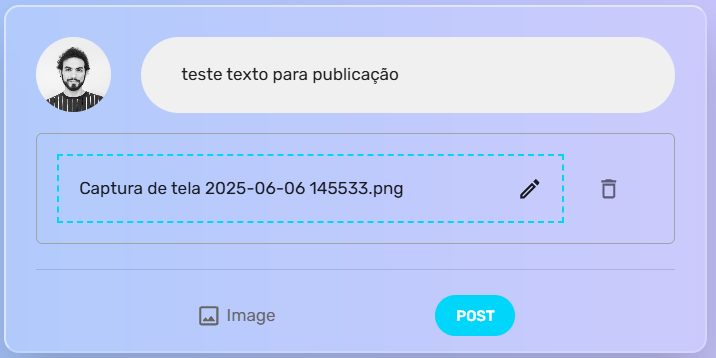 teste texto para publicação
Captura de tela 2025-06-06 145533.png
Image
POST